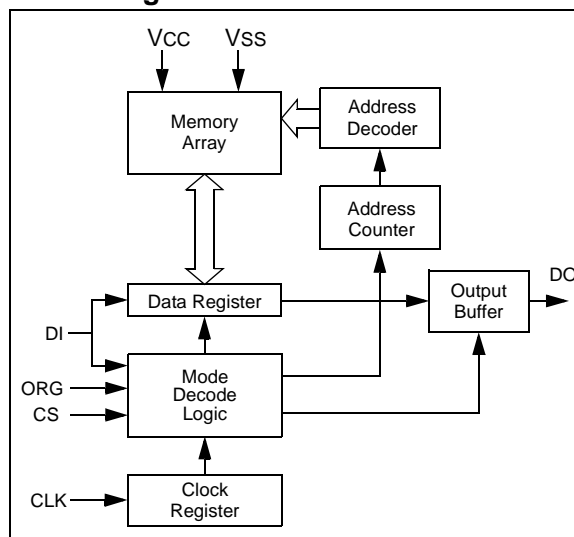 VCC VSS
Memory
Array
Address
Decoder
Address
Counter
Data Register
Output
Buffer
DO
DI
ORG
CS
Mode
Decode
Logic
CLK
Clock
Register